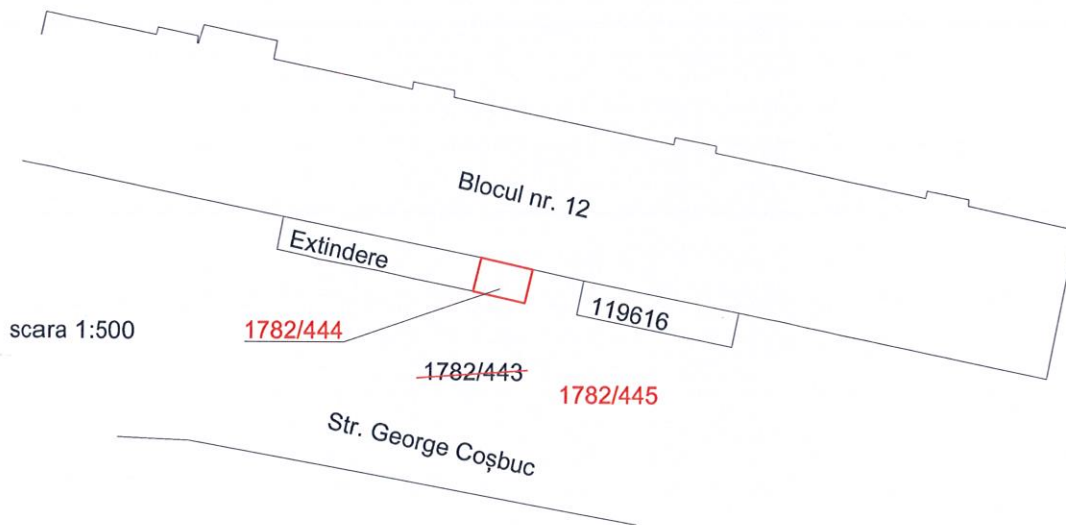 Blocul nr. 12
Extindere
119616
scara 1:500
1782/444
1782/443
1782/445
Str. George Coșbuc